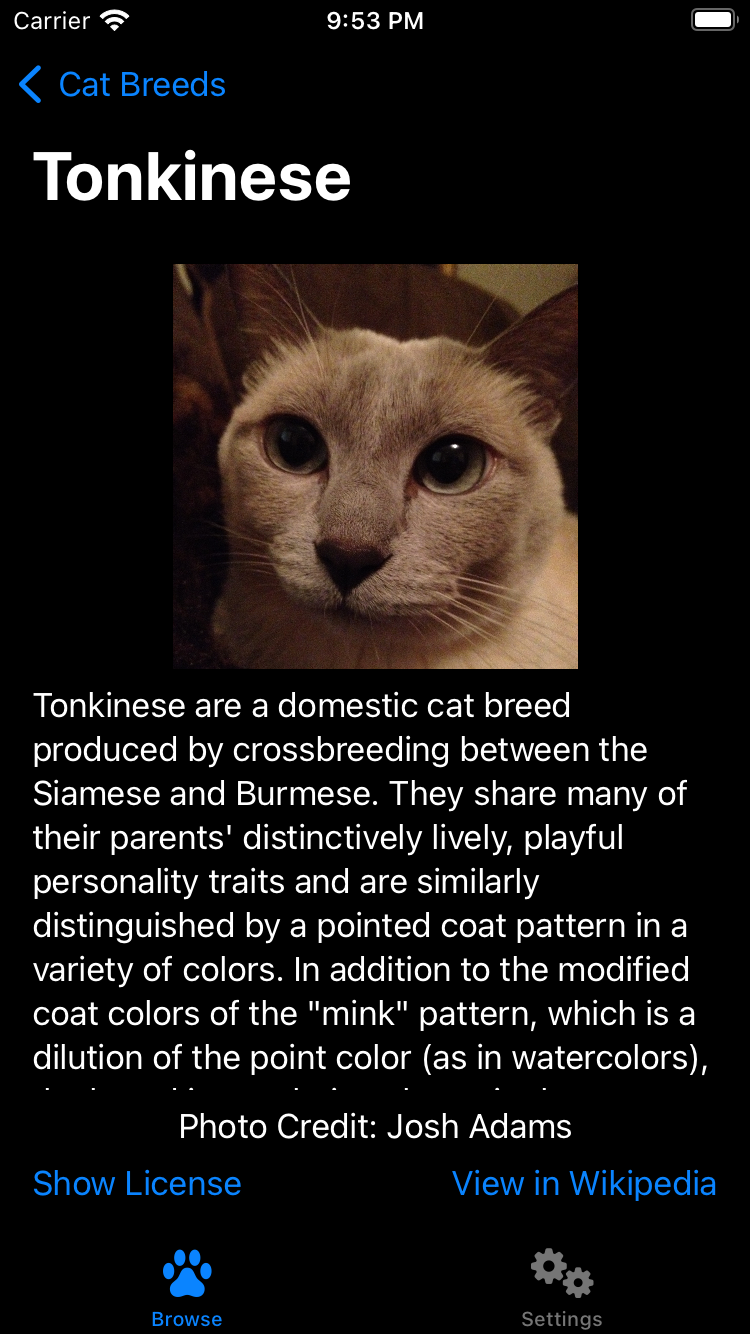 Carrier 9:53 PM
Cat Breeds
Tonkinese
Tonkinese are a domestic cat breed
produced by crossbreeding between the
Siamese and Burmese. They share many of
their parents' distinctively lively, playful
personality traits and are similarly
distinguished by a pointed coat pattern in a
variety of colors. In addition to the modified
coat colors of the "mink" pattern, which is a
dilution of the point color (as in watercolors),
Photo Credit: Josh Adams
Show License View in Wikipedia
Browse Settings